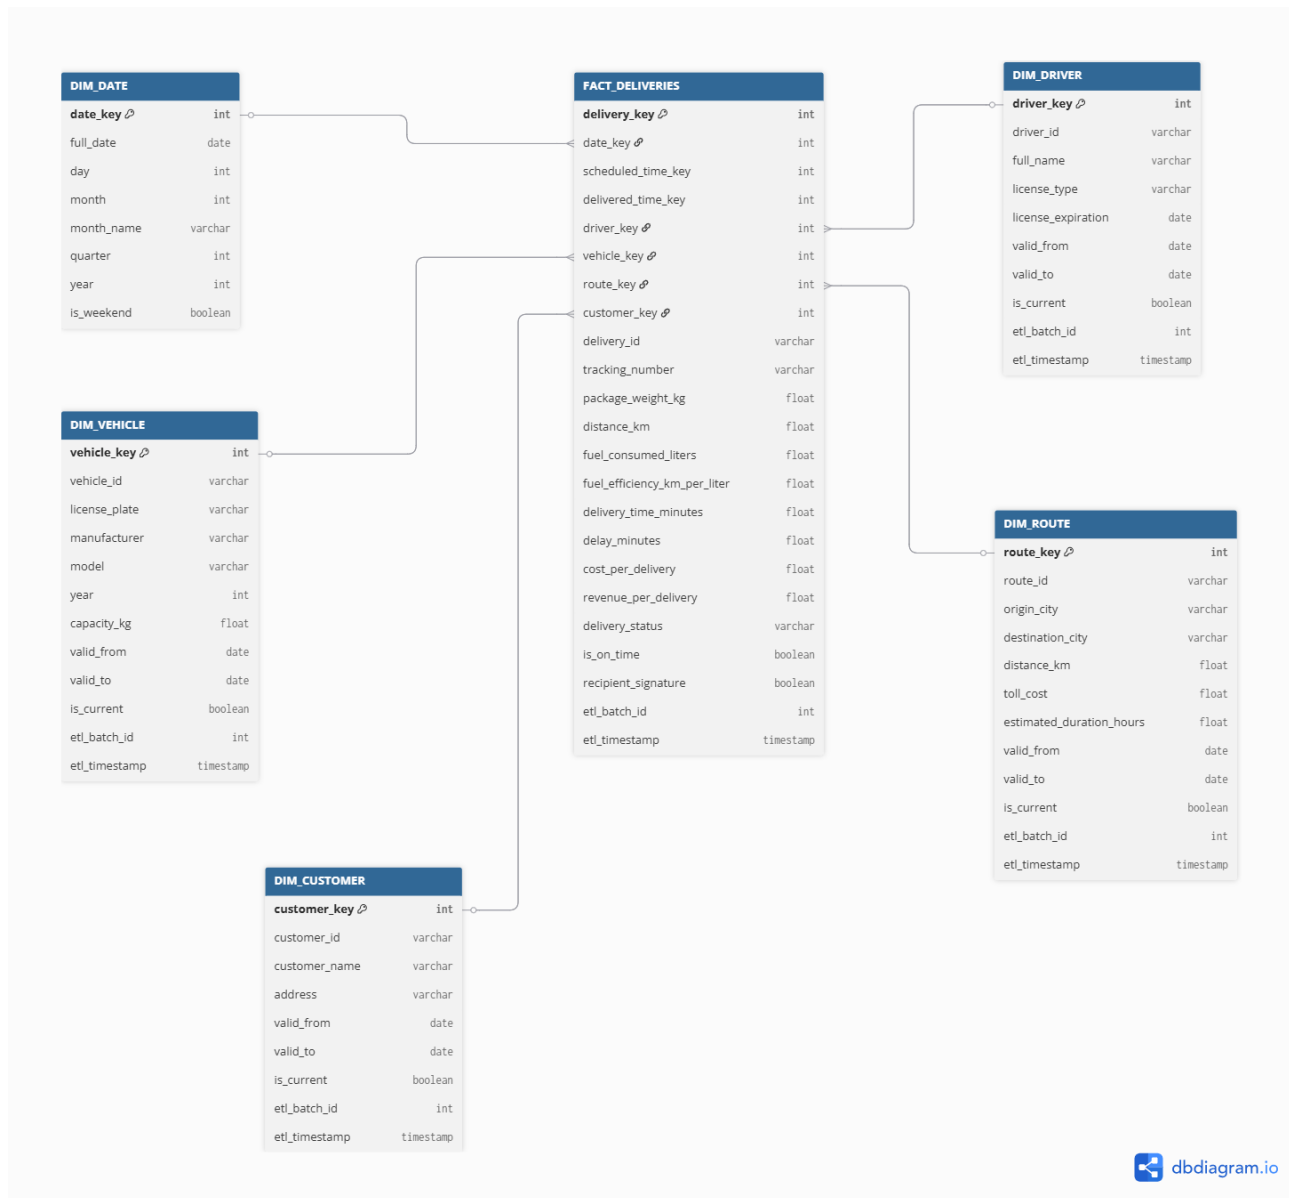 DIM_DATE
date_key int
full_date date
day int
month int
month_name varchar
quarter int
year int
is_weekend boolean
FACT_DELIVERIES
delivery_key int
date_key int
scheduled_time_key int
delivered_time_key int
driver_key int
vehicle_key int
route_key int
customer_key int
delivery_id varchar
tracking_number varchar
package_weight_kg float
distance_km float
fuel_consumed_liters float
fuel_efficiency_km_per_liter float
delivery_time_minutes float
delay_minutes float
cost_per_delivery float
revenue_per_delivery float
delivery_status varchar
is_on_time boolean
recipient_signature boolean
etl_batch_id int
etl_timestamp timestamp
DIM_DRIVER
driver_key int
driver_id varchar
full_name varchar
license_type varchar
license_expiration date
valid_from date
valid_to date
is_current boolean
etl_batch_id int
etl_timestamp timestamp
DIM_VEHICLE
vehicle_key int
vehicle_id varchar
license_plate varchar
manufacturer varchar
model varchar
year int
capacity_kg float
valid_from date
valid_to date
is_current boolean
etl_batch_id int
etl_timestamp timestamp
DIM_ROUTE
route_key int
route_id varchar
origin_city varchar
destination_city varchar
distance_km float
toll_cost float
estimated_duration_hours float
valid_from date
valid_to date
is_current boolean
etl_batch_id int
etl_timestamp timestamp
DIM_CUSTOMER
customer_key int
customer_id varchar
customer_name varchar
address varchar
valid_from date
valid_to date
is_current boolean
etl_batch_id int
etl_timestamp timestamp
dbdiagram.io